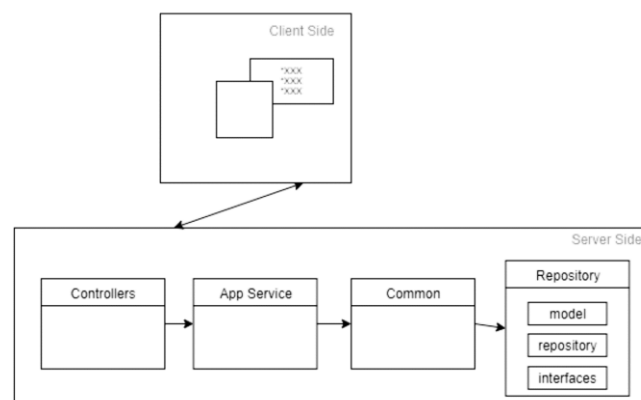 Client Side
*XXX
*XXX
*XXX
Server Side
Controllers
App Service
Common
Repository
model
repository
interfaces